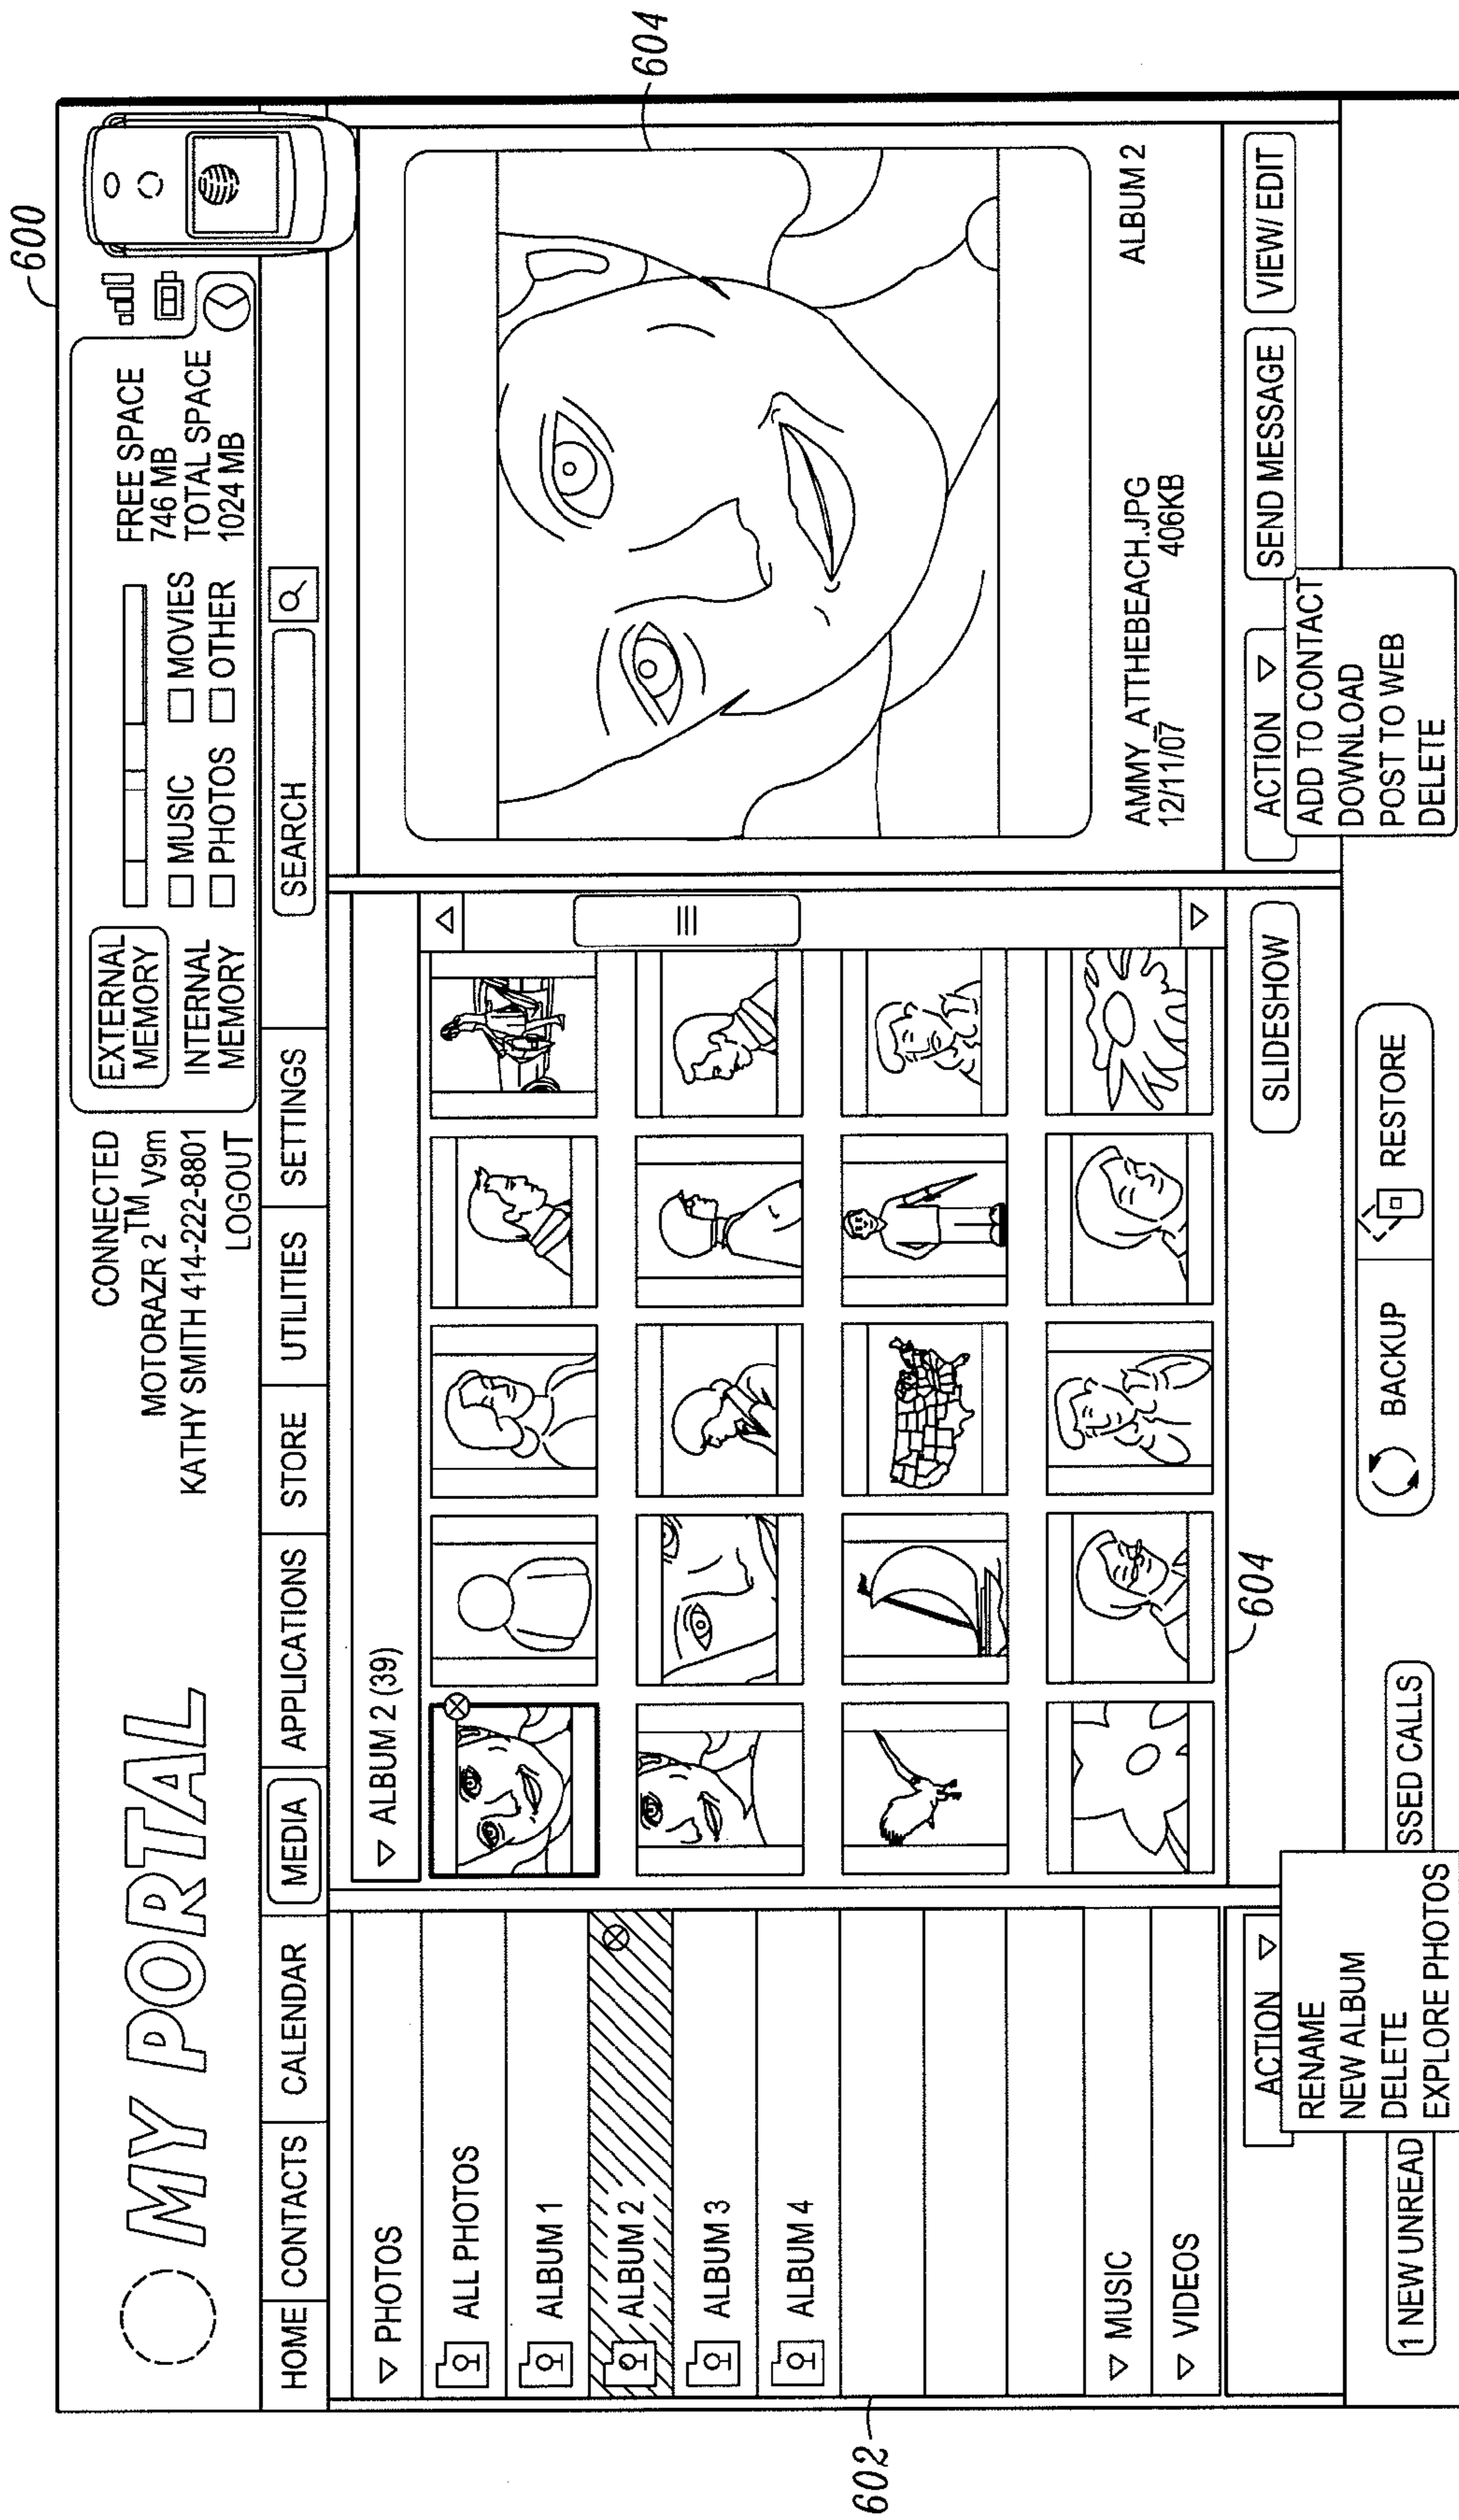 600
MY PORTAL
CONNECTED
MOTORAZR 2 TM V9m
KATHY SMITH 414-222-8801
LOGOUT
EXTERNAL
MEMORY
INTERNAL
MEMORY
MUSIC
MOVIES
PHOTOS
OTHER
FREE SPACE
746 MB
TOTAL SPACE
1024 MB
HOME
CONTACTS
CALENDAR
MEDIA
APPLICATIONS
STORE
UTILITIES
SETTINGS
SEARCH
PHOTOS
ALL PHOTOS
ALBUM 1
ALBUM 2
ALBUM 3
ALBUM 4
MUSIC
VIDEOS
602
ACTION
RENAME
NEW ALBUM
DELETE
EXPLORE PHOTOS
ALBUM 2 (39)
604
SLIDESHOW
604
AMMY_ATTHEBEACH.JPG
ALBUM 2
12/11/07
406KB
ACTION
SEND MESSAGE
VIEW/ EDIT
ADD TO CONTACT
DOWNLOAD
POST TO WEB
DELETE
1 NEW UNREAD
SSED CALLS
BACKUP
RESTORE